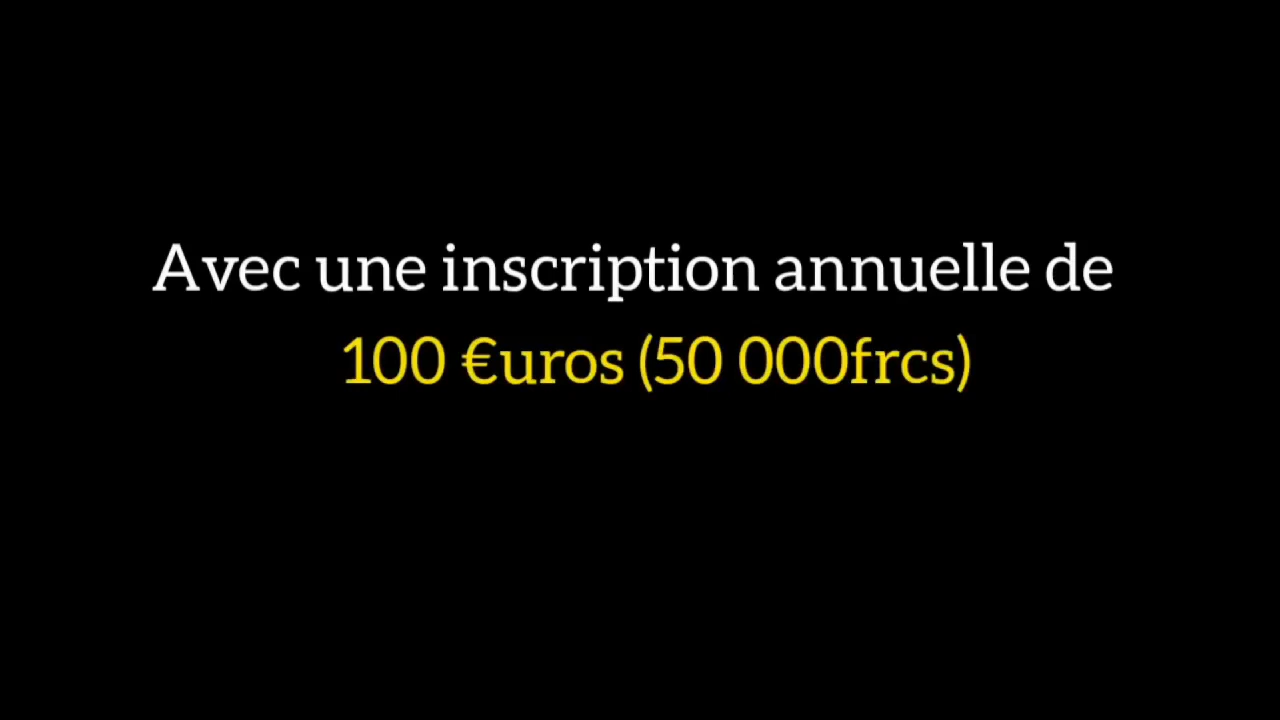 Avec une inscription annuelle de
100 €uros (50 000frcs)